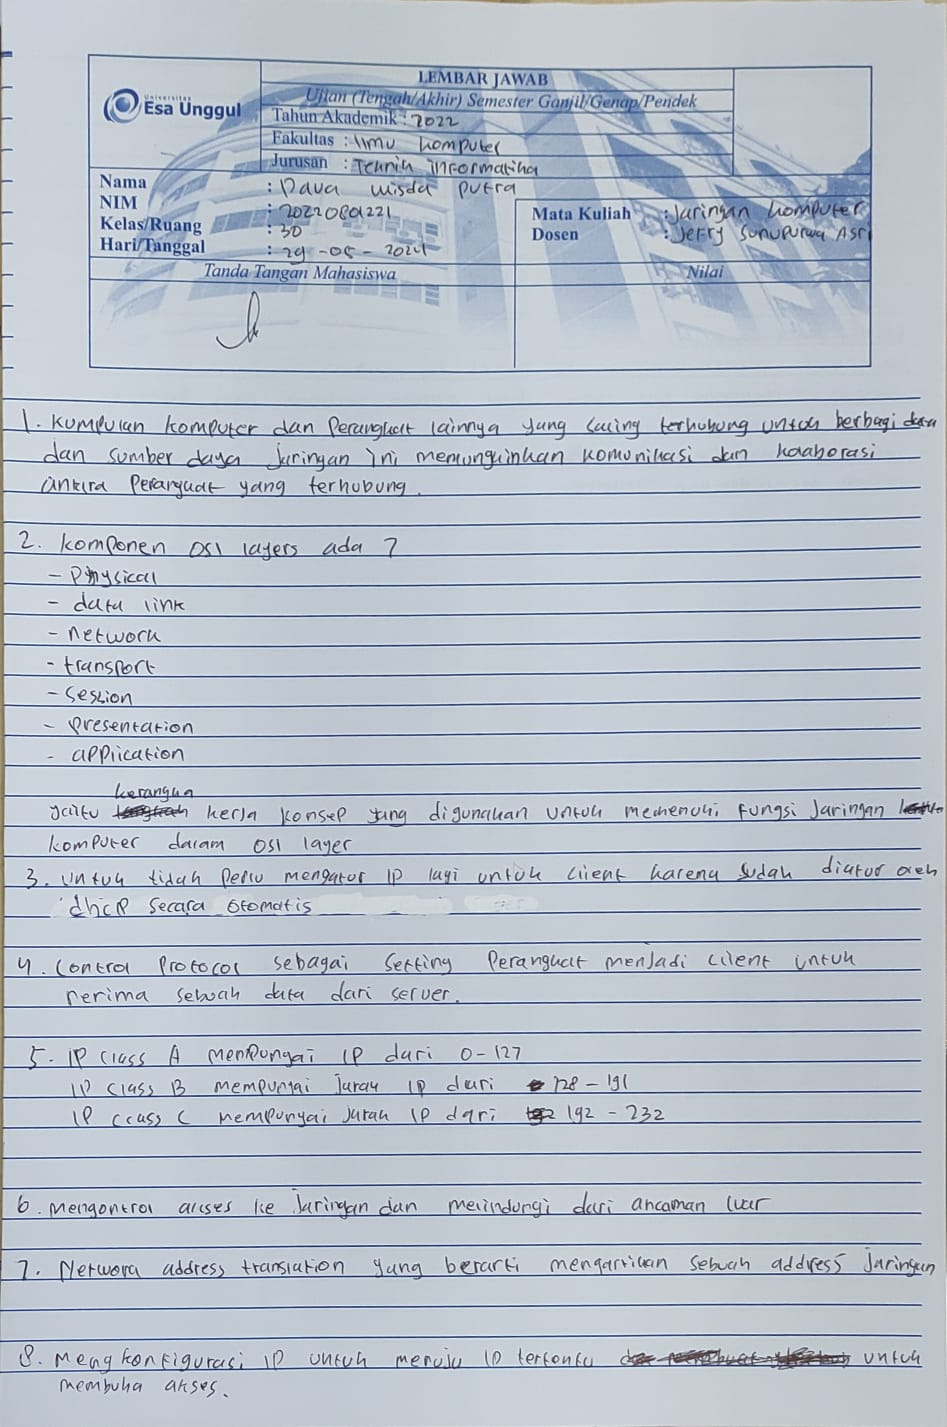 Universitas
Esa Unggul
LEMBAR JAWAB
Ujian (Tengah/Akhir) Semester Ganjil/Genap/Pendek
Tahun Akademik : 2022
Fakultas : Ilmu komputer
Jurusan : Teknik informatika
Nama : Dava wisda putra
NIM : 20220801221
Kelas/Ruang : 30
Hari/Tanggal : 29 - 05 - 2024
Mata Kuliah : Jaringan komputer
Dosen : Jerry Sunupurwa Asri
Tanda Tangan Mahasiswa
Nilai
1. Kumpulan komputer dan Perangkat lainnya yang saling terhubung untuk berbagi data
dan sumber daya jaringan ini memungkinkan komunikasi dan kolaborasi
antara Perangkat yang terhubung.
2. Komponen OSI layers ada 7
- Physical
- data link
- network
- transport
- session
- presentation
- application
yaitu kerangka kerja konsep yang digunakan untuk memenuhi fungsi jaringan
komputer dalam OSI layer
3. untuk tidak perlu mengatur IP lagi untuk client karena sudah diatur oleh
dhcp secara otomatis
4. Control Protocol sebagai setting Perangkat menjadi client untuk
nerima sebuah data dari server.
5. IP class A mempungai IP dari 0-127
IP class B mempungai jarak IP dari 128 - 191
IP class C mempunyai jarak IP dari 192 - 232
6. Mengontrol akses ke jaringan dan melindungi dari ancaman luar
7. Network address translation yang berarti mengartikan sebuah address jaringan
8. Mengkonfigurasi IP untuk menuju IP tertentu untuk
membuka akses.